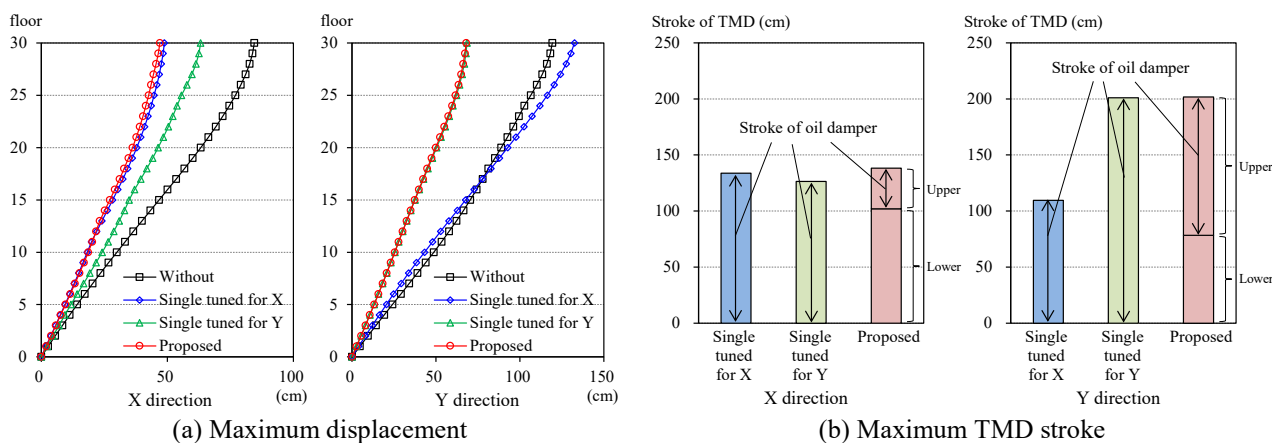 floor
30
25
20
15
10
5
0
Without
Single tuned for X
Single tuned for Y
Proposed
0
50
100
(cm)
X direction
floor
30
25
20
15
10
5
0
Without
Single tuned for X
Single tuned for Y
Proposed
0
50
100
150
(cm)
Y direction
(a) Maximum displacement
Stroke of TMD (cm)
250
200
150
100
50
0
Stroke of oil damper
Upper
Lower
Single
tuned
for X
Single
tuned
for Y
Proposed
X direction
Stroke of TMD (cm)
250
200
150
100
50
0
Stroke of oil damper
Upper
Lower
Single
tuned
for X
Single
tuned
for Y
Proposed
Y direction
(b) Maximum TMD stroke